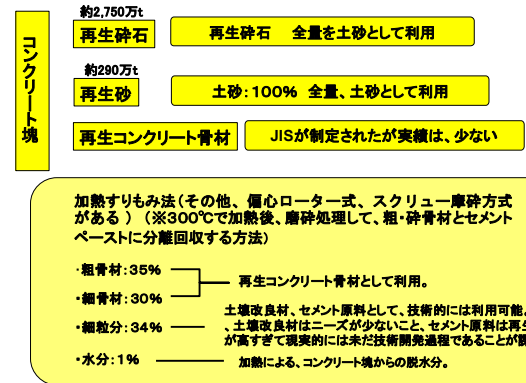 コンクリート塊
約2,750万t
再生砕石
再生砕石 全量を土砂として利用
約290万t
再生砂
土砂：100% 全量、土砂として利用
再生コンクリート骨材
JISが制定されたが実績は、少ない
加熱すりもみ法（その他、偏心ローター式、スクリュー摩砕方式
がある ）（※300℃で加熱後、磨砕処理して、粗・砕骨材とセメント
ペーストに分離回収する方法）
・粗骨材：35%
再生コンクリート骨材として利用。
・細骨材：30%
土壌改良材、セメント原料として、技術的には利用可能。
・細粒分：34%
、土壌改良材はニーズが少ないこと、セメント原料は再生
が高すぎて現実的には未だ技術開発過程であることが課
・水分：1%
加熱による、コンクリート塊からの脱水分。